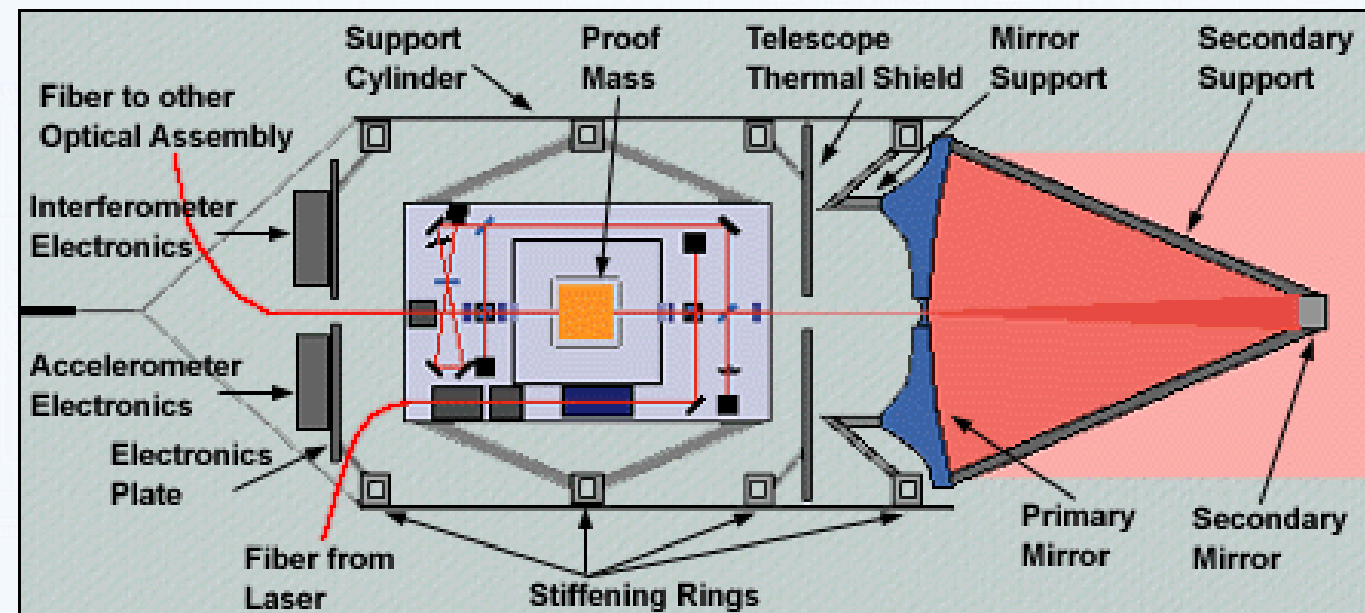 Support
Cylinder
Proof
Mass
Telescope
Thermal Shield
Mirror
Support
Secondary
Support
Fiber to other
Optical Assembly
Interferometer
Electronics
Accelerometer
Electronics
Electronics
Plate
Fiber from
Laser
Stiffening Rings
Primary
Mirror
Secondary
Mirror